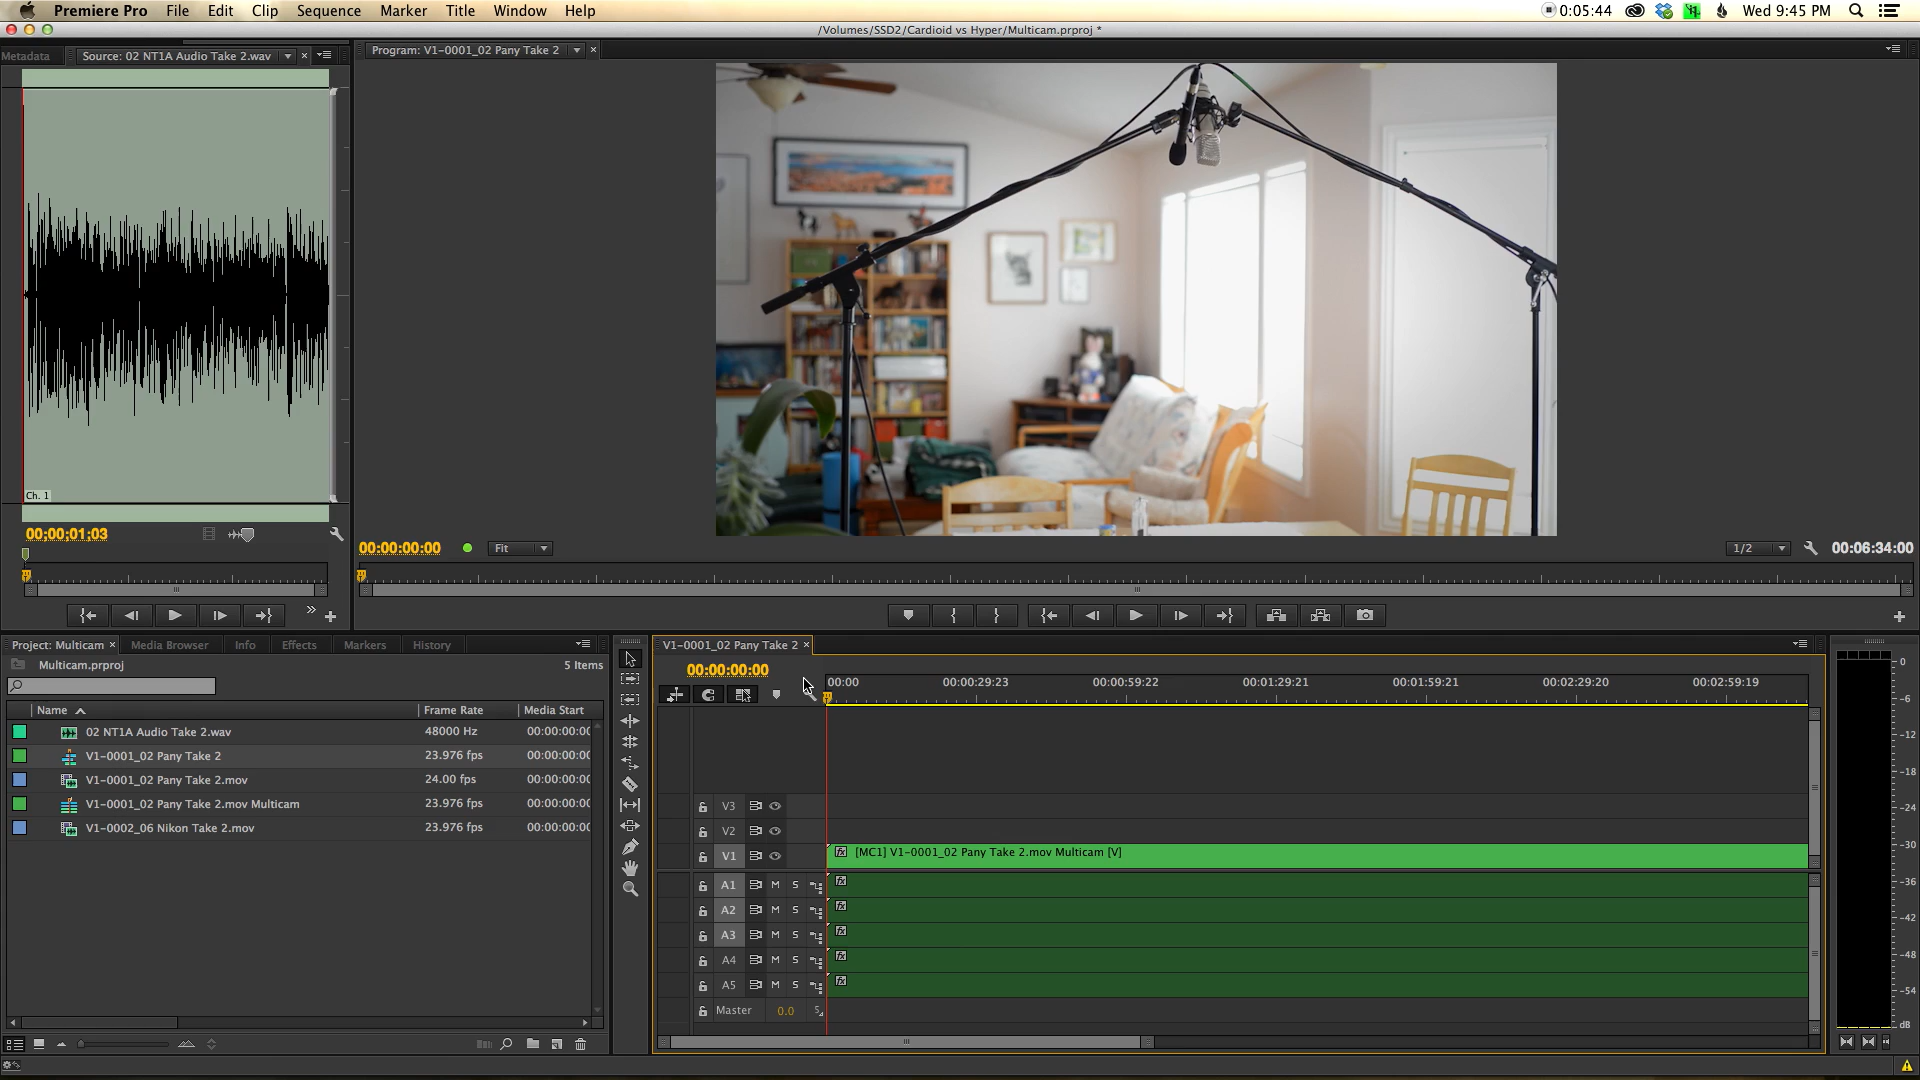 Premiere Pro File Edit Clip Sequence Marker Title Window Help 0:05:44 Wed 9:45 PM
/Volumes/SSD2/Cardioid vs Hyper/Multicam.prproj *
Metadata Source: 02 NT1A Audio Take 2.wav × Program: V1-0001_02 Pany Take 2 ×
Ch. 1
00;00;01;03
00:00:00:00 Fit 1/2 00:06:34:00
Project: Multicam × Media Browser Info Effects Markers History
Multicam.prproj 5 Items
Name Frame Rate Media Start
02 NT1A Audio Take 2.wav 48000 Hz 00:00:00:00
V1-0001_02 Pany Take 2 23.976 fps 00:00:00:00
V1-0001_02 Pany Take 2.mov 24.00 fps 00:00:00:00
V1-0001_02 Pany Take 2.mov Multicam 23.976 fps 00:00:00:00
V1-0002_06 Nikon Take 2.mov 23.976 fps 00:00:00:00
V1-0001_02 Pany Take 2 ×
00:00:00:00
00:00 00:00:29:23 00:00:59:22 00:01:29:21 00:01:59:21 00:02:29:20 00:02:59:19
V3
V2
V1 fx [MC1] V1-0001_02 Pany Take 2.mov Multicam [V]
A1 M S fx
A2 M S fx
A3 M S fx
A4 M S fx
A5 M S fx
Master 0.0
0
-6
-12
-18
-24
-30
-36
-42
-48
-54
dB